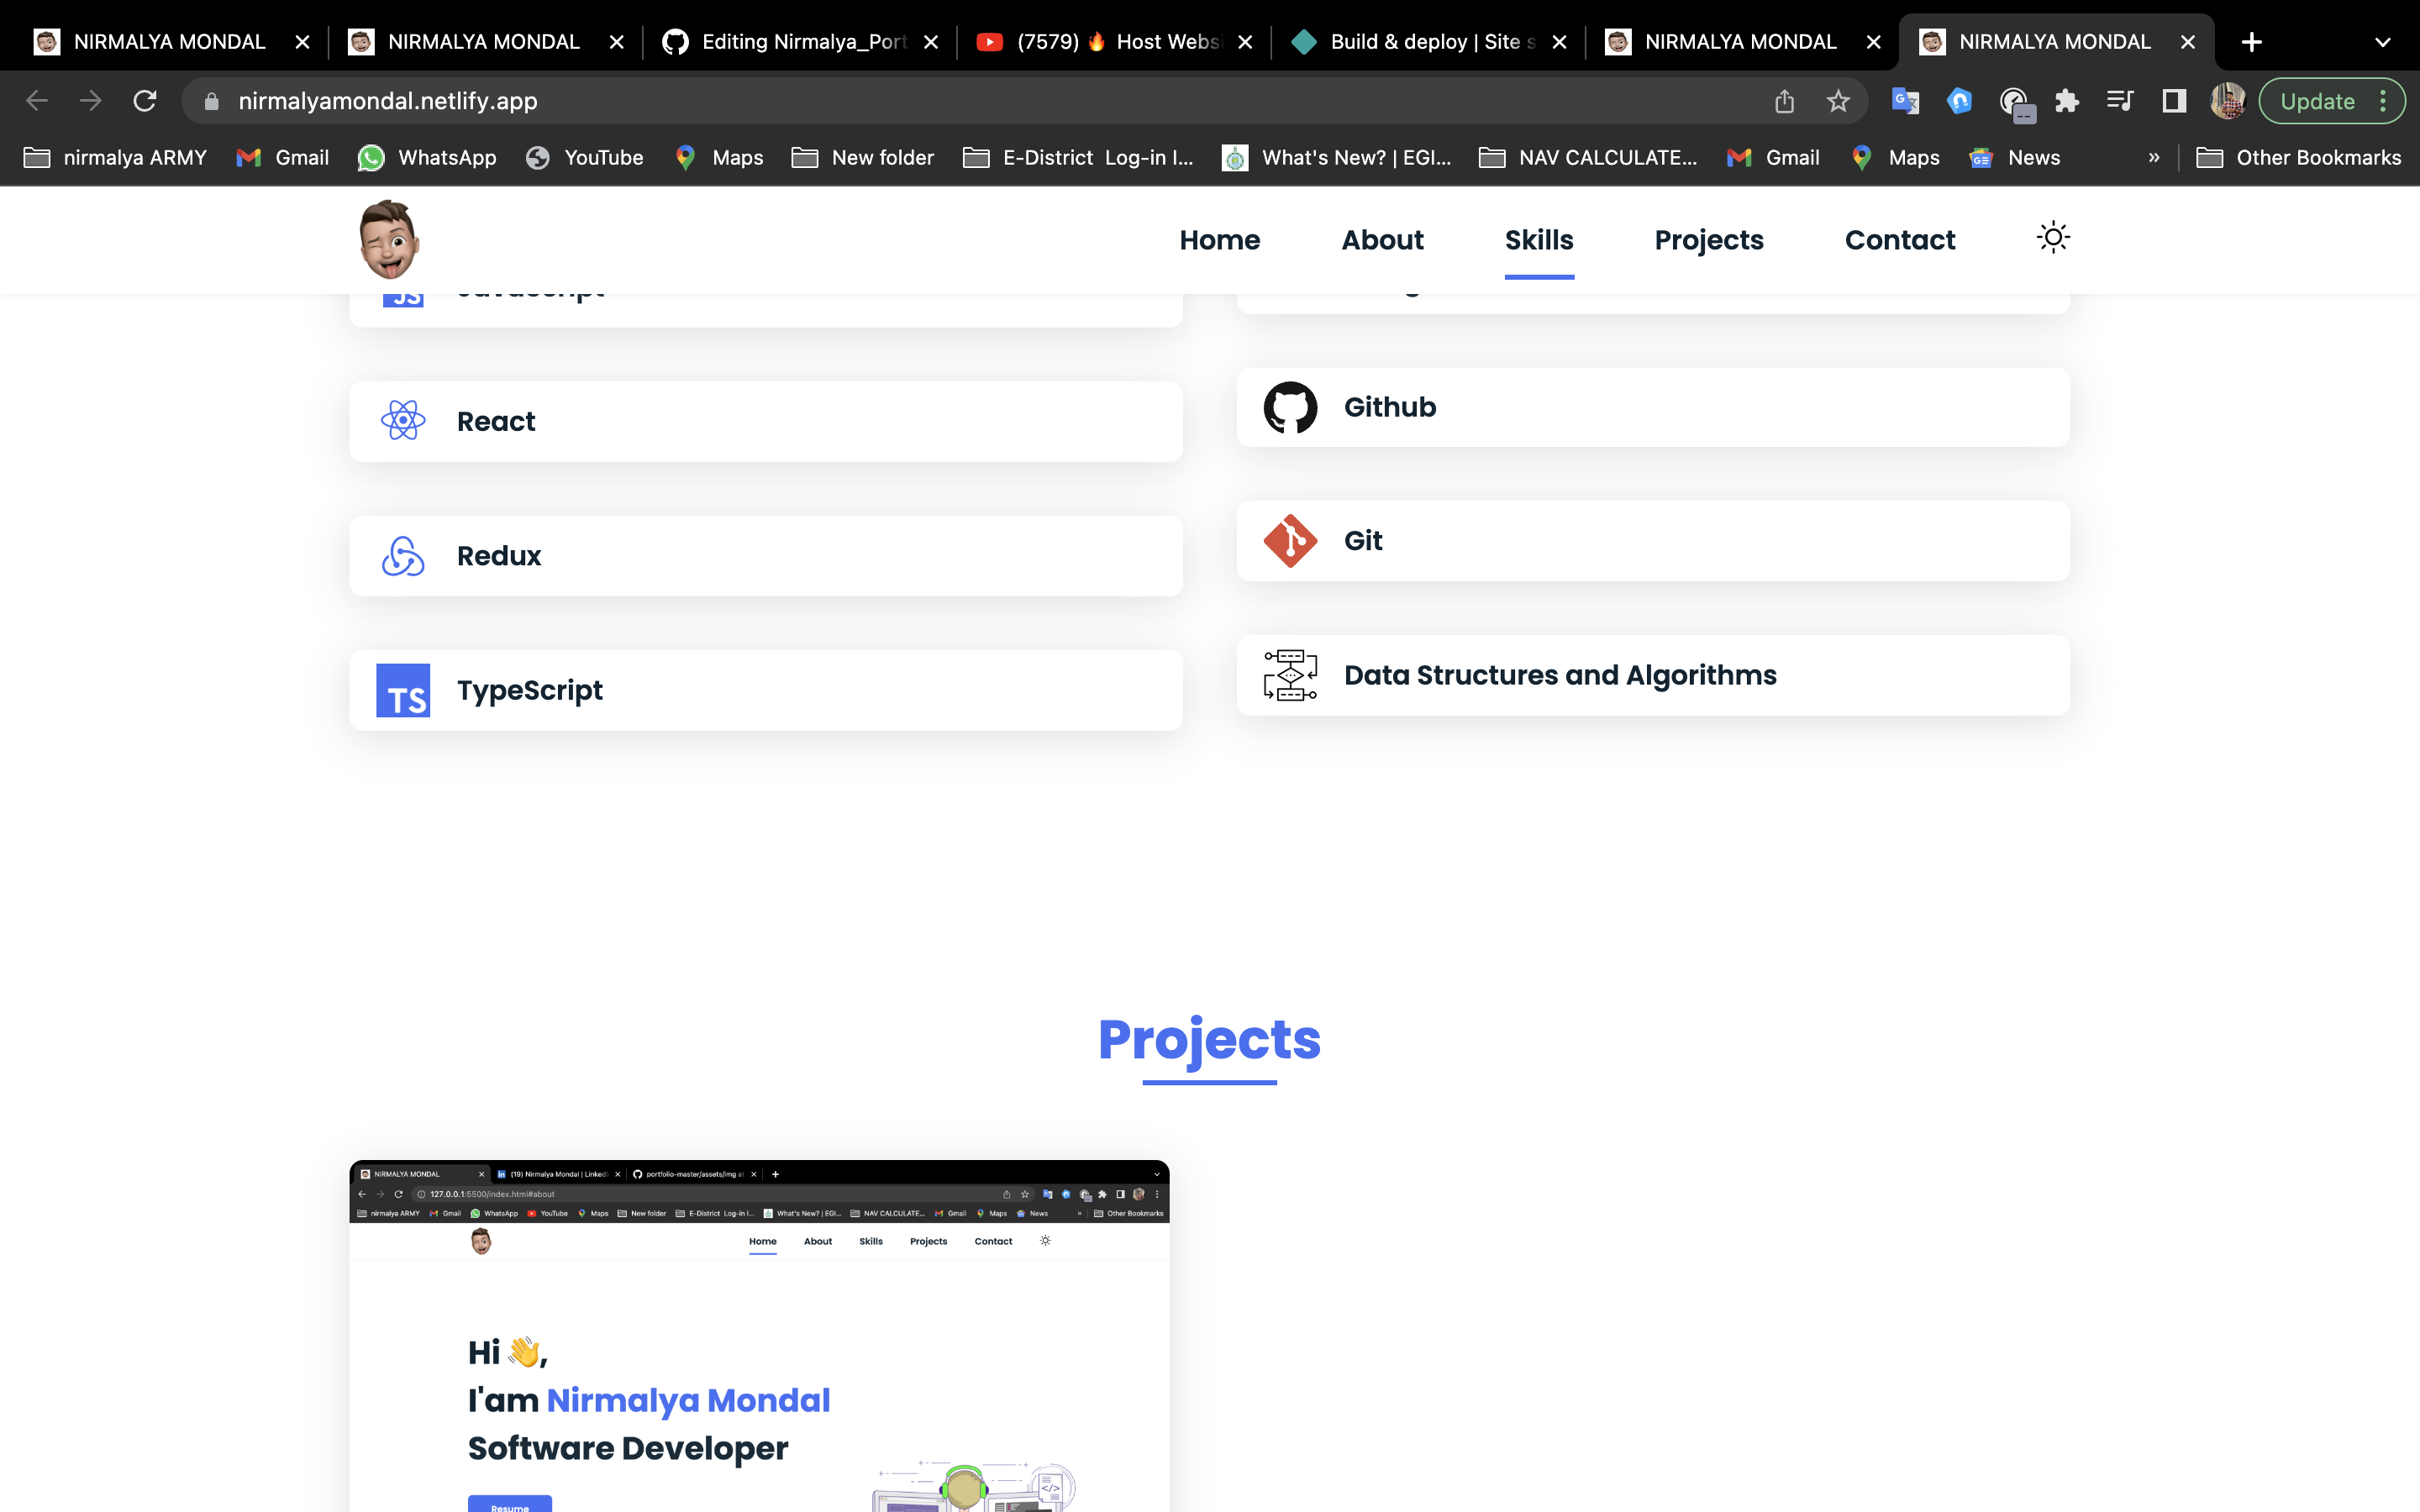 NIRMALYA MONDAL
NIRMALYA MONDAL
Editing Nirmalya_Port
(7579) 🔥 Host Websi
Build & deploy | Site s
NIRMALYA MONDAL
NIRMALYA MONDAL
nirmalyamondal.netlify.app
Update
nirmalya ARMY
Gmail
WhatsApp
YouTube
Maps
New folder
E-District Log-in I...
What's New? | EGI...
NAV CALCULATE...
Gmail
Maps
News
»
Other Bookmarks
Home
About
Skills
Projects
Contact
JS
JavaScript
React
Redux
TS
TypeScript
Github
Git
Data Structures and Algorithms
Projects
NIRMALYA MONDAL
(19) Nirmalya Mondal | LinkedI
portfolio-master/assets/img at
127.0.0.1:5500/index.html#about
nirmalya ARMY
Gmail
WhatsApp
YouTube
Maps
New folder
E-District Log-in I...
What's New? | EGI...
NAV CALCULATE...
Gmail
Maps
News
»
Other Bookmarks
Home
About
Skills
Projects
Contact
Hi 👋,
I'am Nirmalya Mondal
Software Developer
</>
Resume